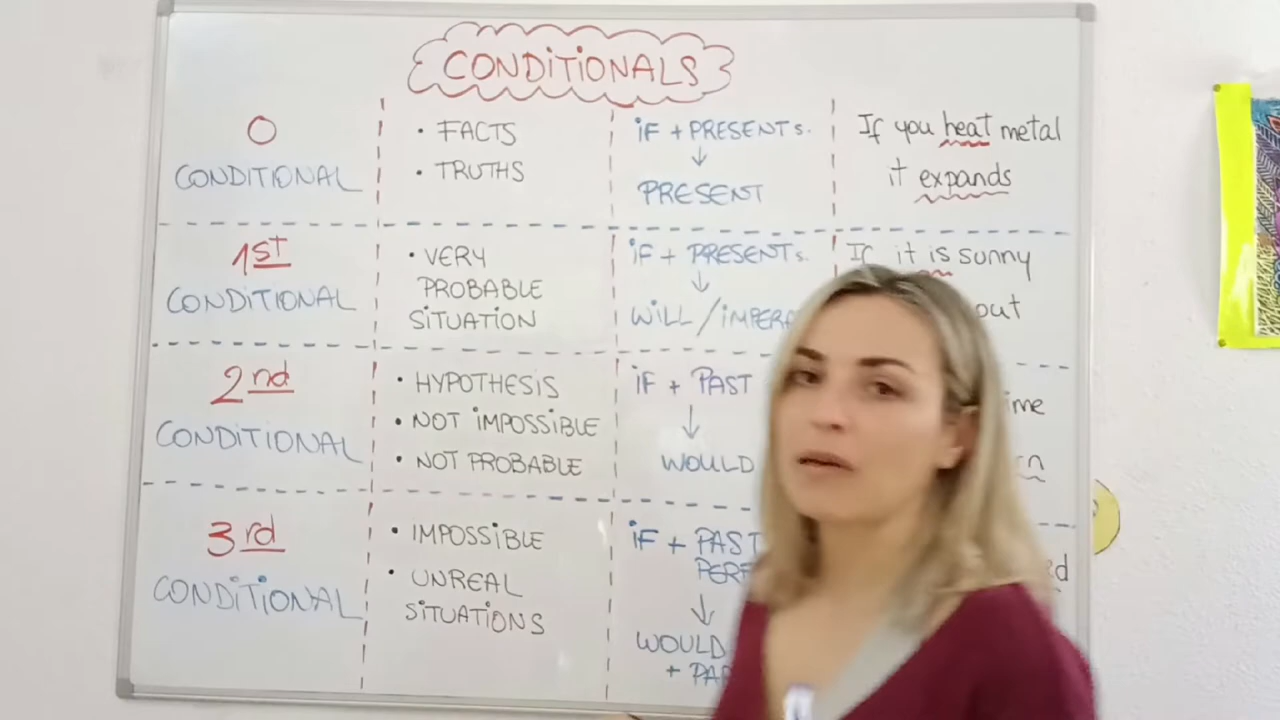 CONDITIONALS
0
CONDITIONAL
• FACTS
• TRUTHS
IF + PRESENT s.
PRESENT
If you heat metal
it expands
1st
CONDITIONAL
• VERY
PROBABLE
SITUATION
IF + PRESENT s.
WILL /
If it is sunny
out
2nd
CONDITIONAL
• HYPOTHESIS
• NOT IMPOSSIBLE
• NOT PROBABLE
IF + PAST
WOULD
3rd
CONDITIONAL
• IMPOSSIBLE
• UNREAL
SITUATIONS
IF + PAST
WOULD
+